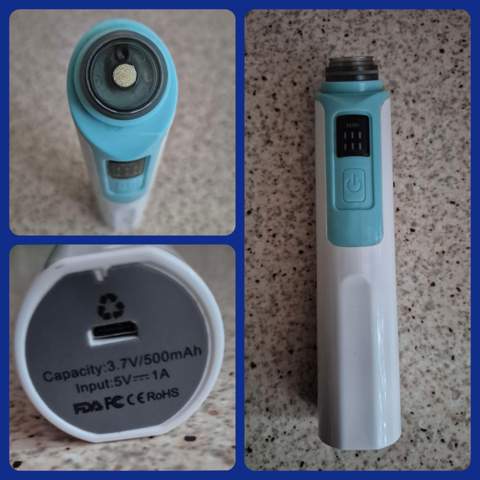 Capacity:3.7V/500mAh
Input:5V⎓1A
FDA FC CE RoHS